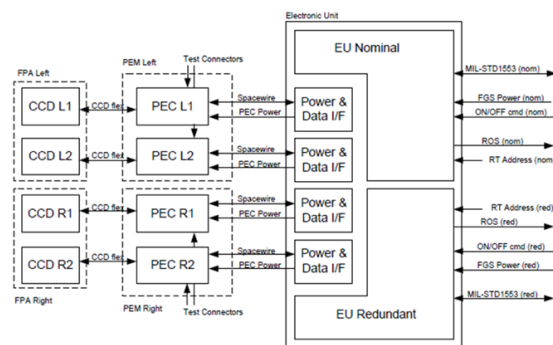 Electronic Unit
Test Connectors
EU Nominal
FPA Left
PEM Left
MIL-STD1553 (nom)
CCD L1
CCD flex
PEC L1
Spacewire
PEC Power
Power &
Data I/F
FGS Power (nom)
ON/OFF cmd (nom)
CCD L2
CCD flex
PEC L2
Spacewire
PEC Power
Power &
Data I/F
ROS (nom)
RT Address (nom)
CCD R1
CCD flex
PEC R1
Spacewire
PEC Power
Power &
Data I/F
RT Address (red)
ROS (red)
CCD R2
CCD flex
PEC R2
Spacewire
PEC Power
Power &
Data I/F
ON/OFF cmd (red)
FGS Power (red)
MIL-STD1553 (red)
FPA Right
PEM Right
Test Connectors
EU Redundant